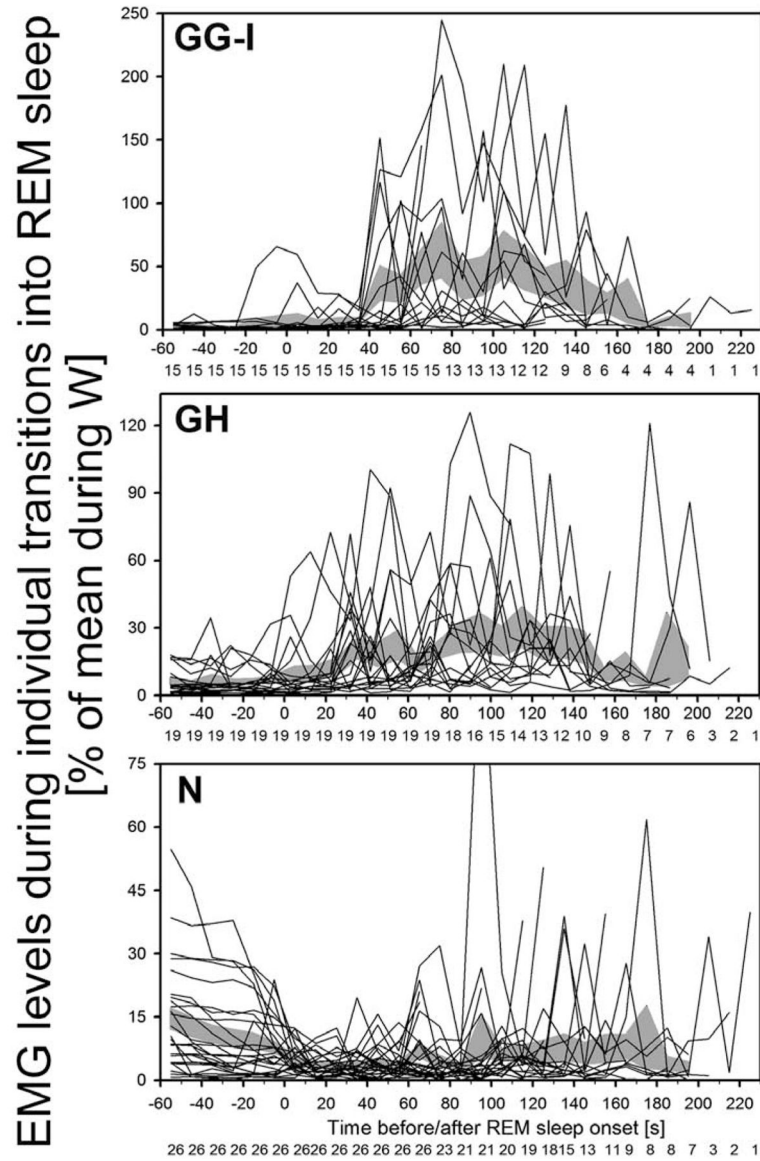 EMG levels during individual transitions into REM sleep
[% of mean during W]
GG-I
250
200
150
100
50
0
-60 -40 -20 0 20 40 60 80 100 120 140 160 180 200 220
15 15 15 15 15 15 15 15 15 15 15 15 15 15 13 13 13 12 12 9 8 6 4 4 4 1 1 1
GH
120
90
60
30
0
-60 -40 -20 0 20 40 60 80 100 120 140 160 180 200 220
19 19 19 19 19 19 19 19 19 19 19 19 19 19 18 16 15 14 13 12 10 9 8 7 7 6 3 2 1
N
75
60
45
30
15
0
-60 -40 -20 0 20 40 60 80 100 120 140 160 180 200 220
Time before/after REM sleep onset [s]
26 26 26 26 26 26 26 26 26 26 26 26 26 23 21 21 20 19 18 15 13 11 9 8 8 7 3 2 1